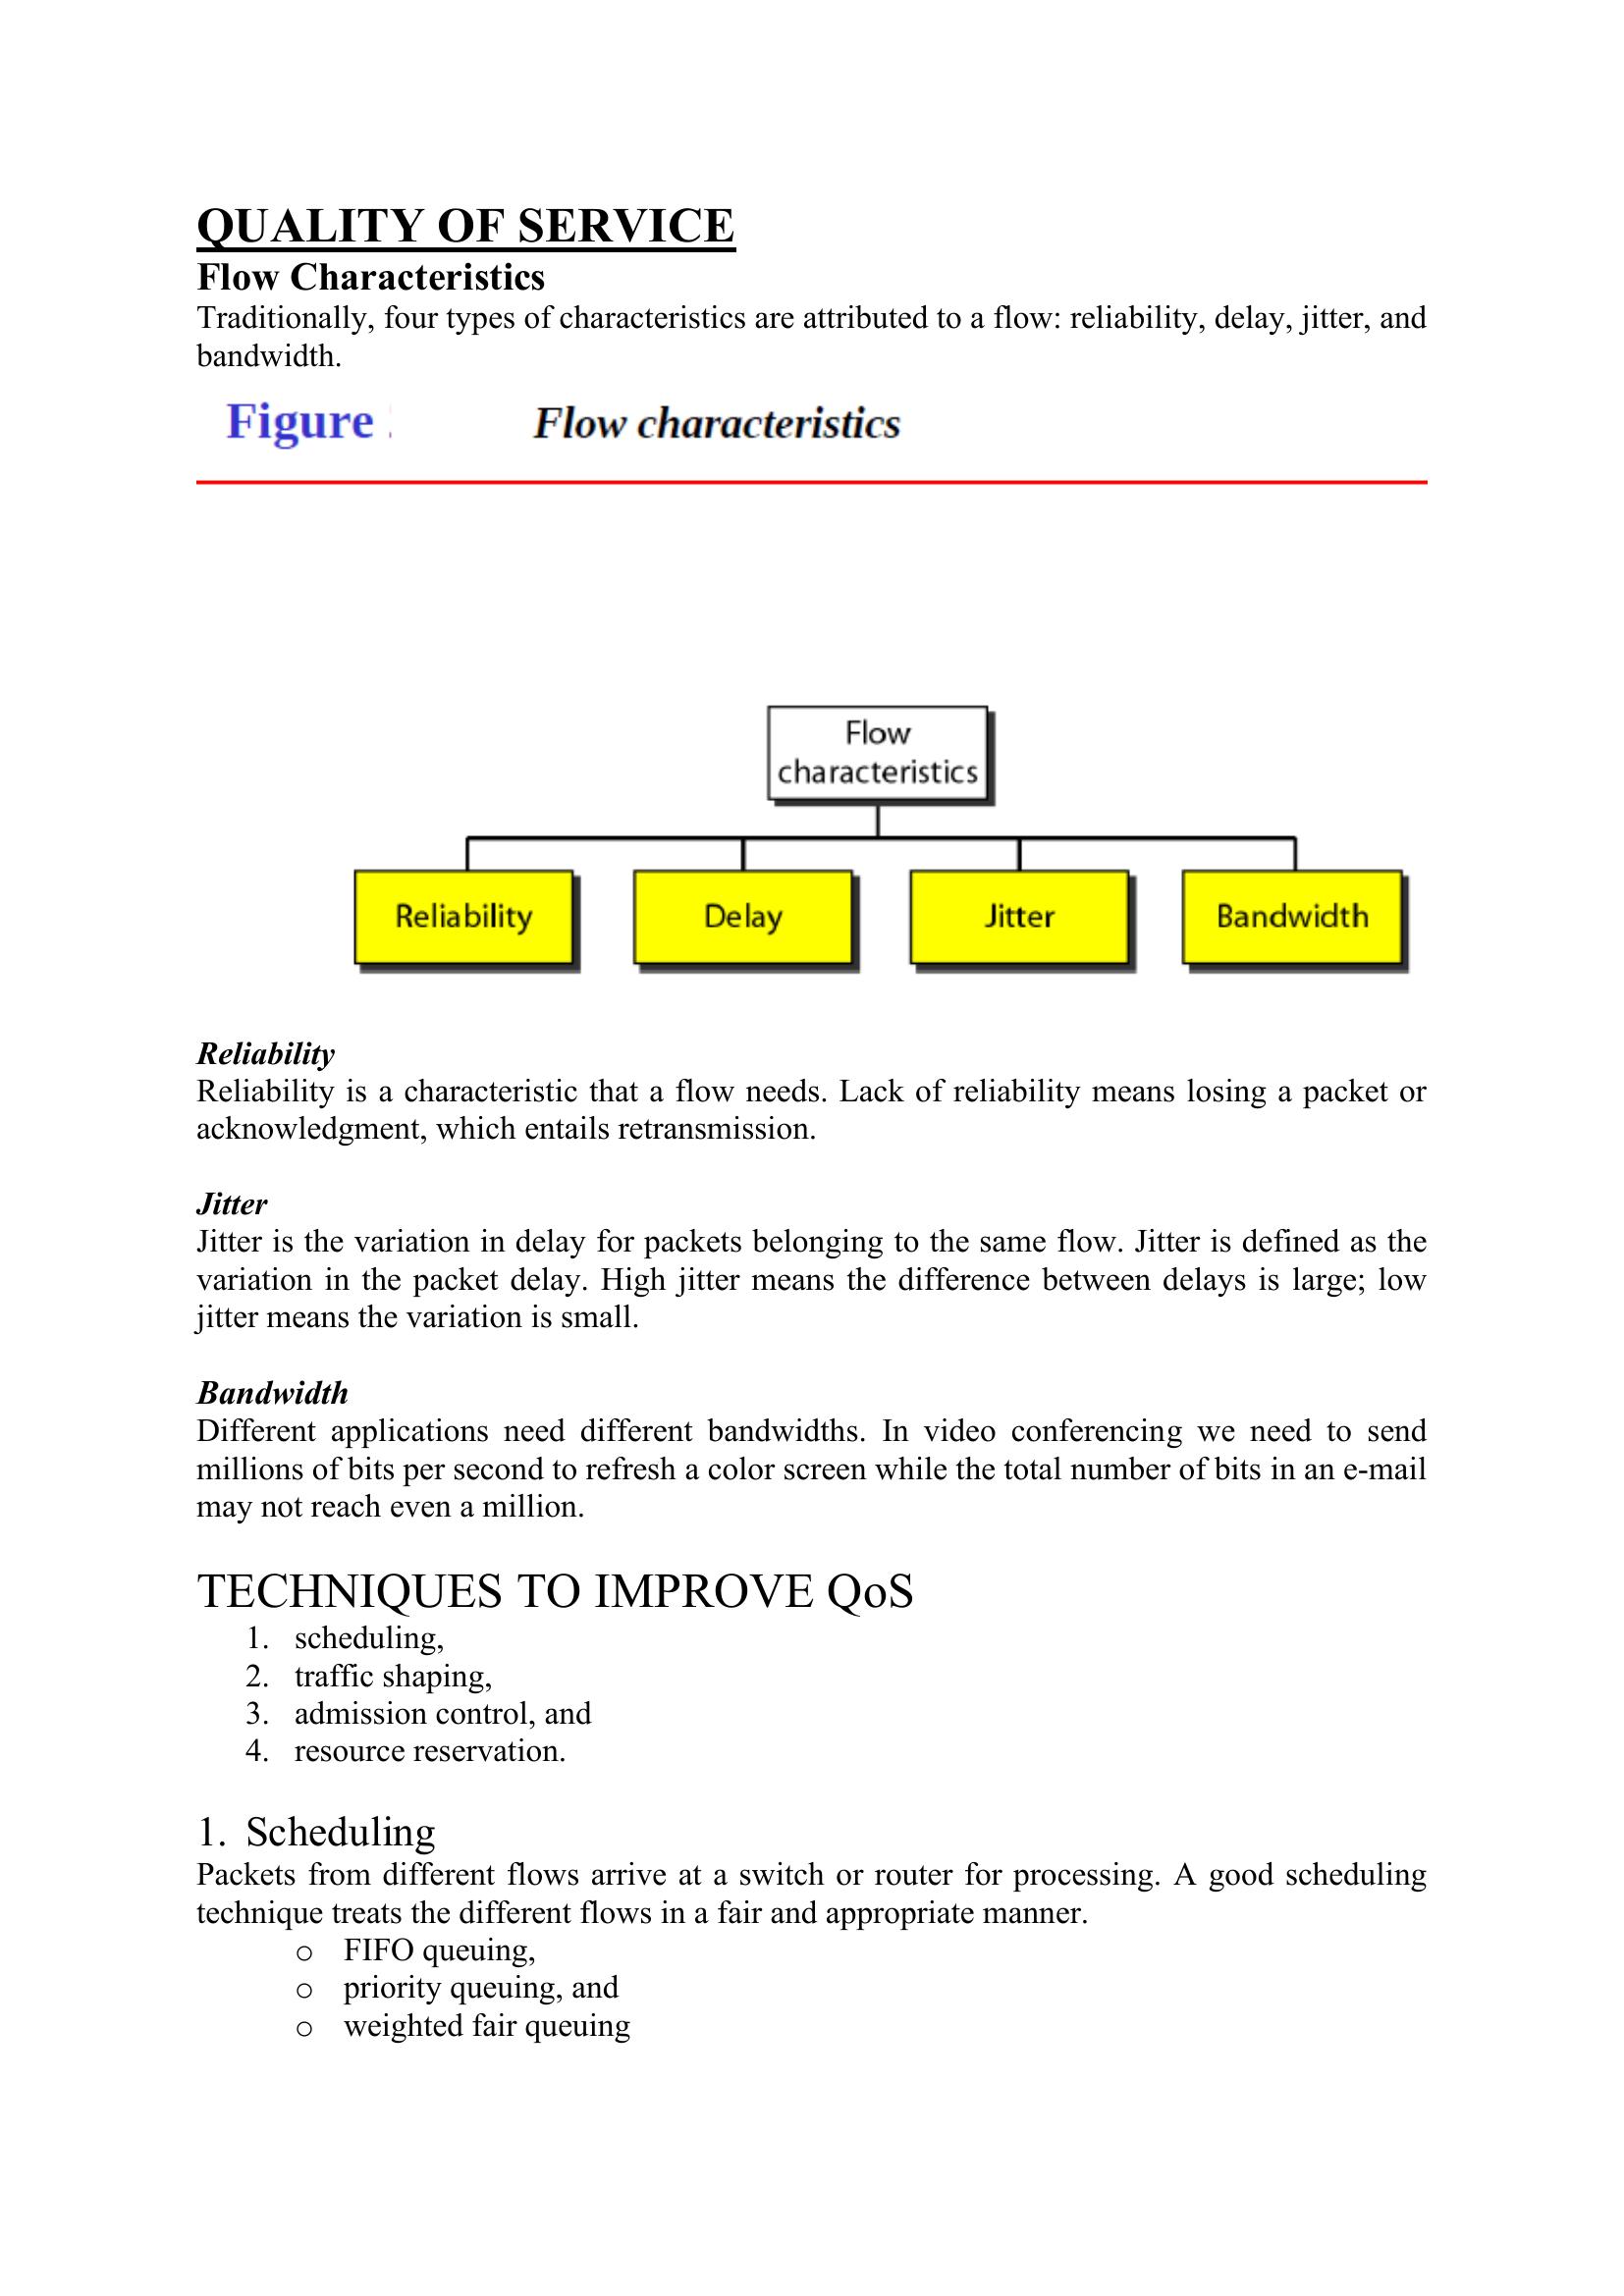 QUALITY OF SERVICE
Flow Characteristics
Traditionally, four types of characteristics are attributed to a flow: reliability, delay, jitter, and
bandwidth.
Figure Flow characteristics
Flow
characteristics
Reliability Delay Jitter Bandwidth
Reliability
Reliability is a characteristic that a flow needs. Lack of reliability means losing a packet or
acknowledgment, which entails retransmission.
Jitter
Jitter is the variation in delay for packets belonging to the same flow. Jitter is defined as the
variation in the packet delay. High jitter means the difference between delays is large; low
jitter means the variation is small.
Bandwidth
Different applications need different bandwidths. In video conferencing we need to send
millions of bits per second to refresh a color screen while the total number of bits in an e-mail
may not reach even a million.
TECHNIQUES TO IMPROVE QoS
1. scheduling,
2. traffic shaping,
3. admission control, and
4. resource reservation.
1. Scheduling
Packets from different flows arrive at a switch or router for processing. A good scheduling
technique treats the different flows in a fair and appropriate manner.
o FIFO queuing,
o priority queuing, and
o weighted fair queuing